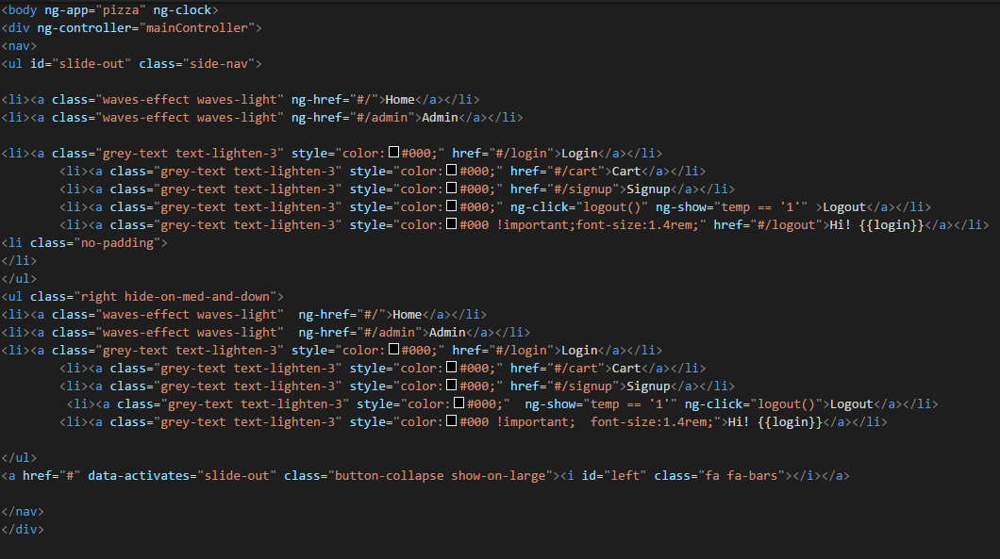 <body ng-app="pizza" ng-clock>
<div ng-controller="mainController">
<nav>
<ul id="slide-out" class="side-nav">
<li><a class="waves-effect waves-light" ng-href="#/">Home</a></li>
<li><a class="waves-effect waves-light" ng-href="#/admin">Admin</a></li>
<li><a class="grey-text text-lighten-3" style="color:#000;" href="#/login">Login</a></li>
<li><a class="grey-text text-lighten-3" style="color:#000;" href="#/cart">Cart</a></li>
<li><a class="grey-text text-lighten-3" style="color:#000;" href="#/signup">Signup</a></li>
<li><a class="grey-text text-lighten-3" style="color:#000;" ng-click="logout()" ng-show="temp == '1'" >Logout</a></li>
<li><a class="grey-text text-lighten-3" style="color:#000 !important;font-size:1.4rem;" href="#/logout">Hi! {{login}}</a></li>
<li class="no-padding">
</li>
</ul>
<ul class="right hide-on-med-and-down">
<li><a class="waves-effect waves-light"  ng-href="#/">Home</a></li>
<li><a class="waves-effect waves-light"  ng-href="#/admin">Admin</a></li>
<li><a class="grey-text text-lighten-3" style="color:#000;" href="#/login">Login</a></li>
<li><a class="grey-text text-lighten-3" style="color:#000;" href="#/cart">Cart</a></li>
<li><a class="grey-text text-lighten-3" style="color:#000;" href="#/signup">Signup</a></li>
<li><a class="grey-text text-lighten-3" style="color:#000;"  ng-show="temp == '1'" ng-click="logout()">Logout</a></li>
<li><a class="grey-text text-lighten-3" style="color:#000 !important;  font-size:1.4rem;">Hi! {{login}}</a></li>
</ul>
<a href="#" data-activates="slide-out" class="button-collapse show-on-large"><i id="left" class="fa fa-bars"></i></a>
</nav>
</div>